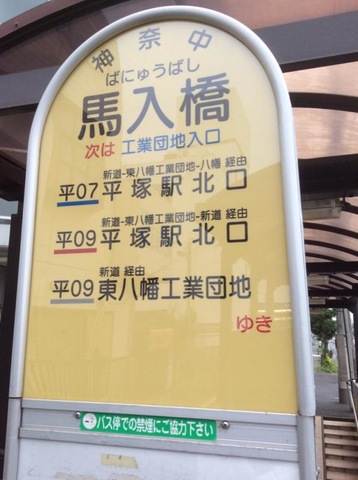 神奈中
ばにゅうばし
馬入橋
次は 工業団地入口
新道-東八幡工業団地-八幡 経由
平07 平塚駅北口
新道-東八幡工業団地-新道 経由
平09 平塚駅北口
新道 経由
平09 東八幡工業団地
ゆき
バス停での禁煙にご協力下さい